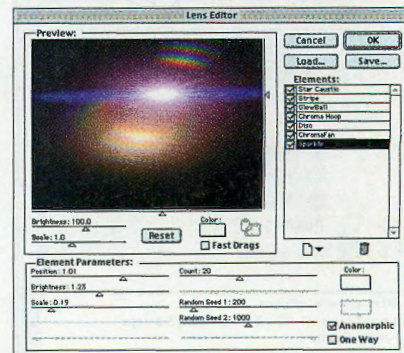 Lens Editor
Preview:
Cancel
OK
Load...
Save...
Elements:
Star Caustic
Stripe
GlowBall
Chroma Hoop
Disc
ChromaFan
Sparkle
Brightness: 100.0
Scale: 1.0
Reset
Color:
Fast Drags
Element Parameters:
Position: 1.01
Count: 20
Color:
Brightness: 1.23
Scale: 0.19
Random Seed 1: 200
Random Seed 2: 1000
Anamorphic
One Way